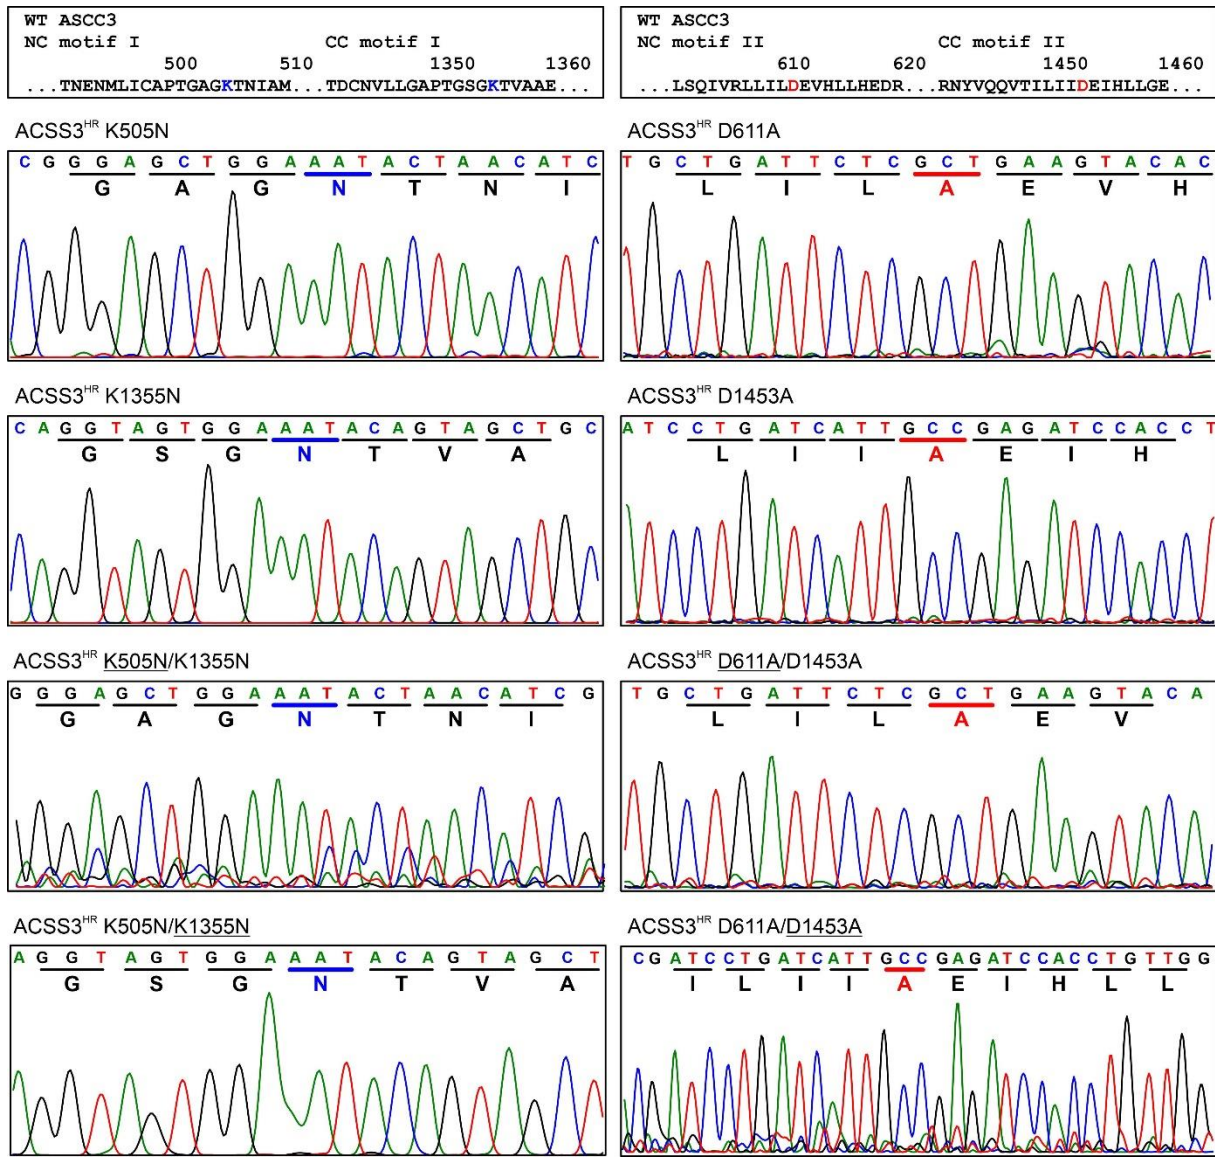 WT ASCC3
NC motif I CC motif I
500 510 1350 1360
...TNENMLICAPTGAGKTNIAM...TDCNVLLGAPTGSGKTVAAE...
WT ASCC3
NC motif II CC motif II
610 620 1450 1460
...LSQIVRLLILDEVHLLHEDR...RNYVQQVTILIIDEIHLLGE...
ACSS3HR K505N
C G G G A G C T G G A A A T A C T A A C A T C
G A G N T N I
ACSS3HR D611A
T G C T G A T T C T C G C T G A A G T A C A C
L I L A E V H
ACSS3HR K1355N
C A G G T A G T G G A A A T A C A G T A G C T G C
G S G N T V A
ACSS3HR D1453A
A T C C T G A T C A T T G C C G A G A T C C A C C T
L I I A E I H
ACSS3HR K505N/K1355N
G G G A G C T G G A A A T A C T A A C A T C G
G A G N T N I
ACSS3HR D611A/D1453A
T G C T G A T T C T C G C T G A A G T A C A
L I L A E V
ACSS3HR K505N/K1355N
A G G T A G T G G A A A T A C A G T A G C T
G S G N T V A
ACSS3HR D611A/D1453A
C G A T C C T G A T C A T T G C C G A G A T C C A C C T G T T G G
I L I I A E I H L L